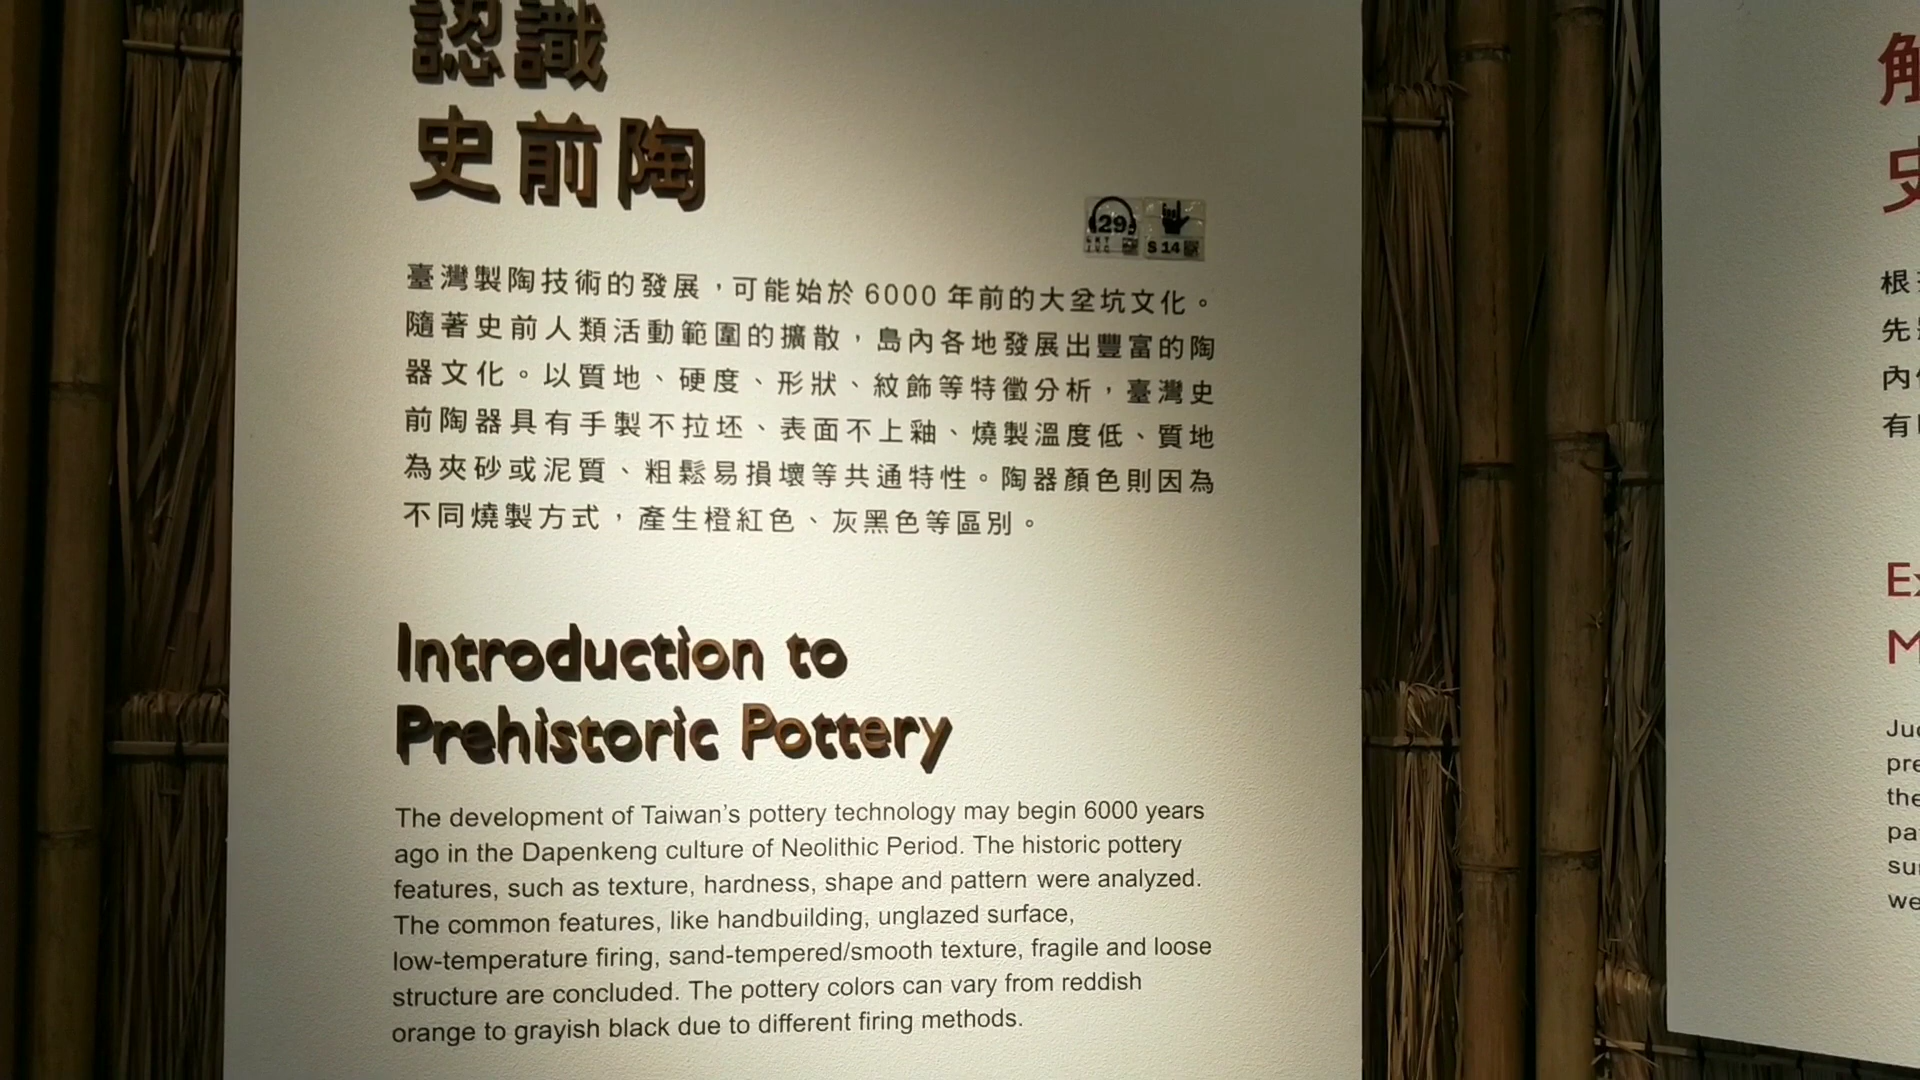 認識
史前陶
29
S 14
臺灣製陶技術的發展，可能始於 6000 年前的大坌坑文化。
隨著史前人類活動範圍的擴散，島內各地發展出豐富的陶
器文化。以質地、硬度、形狀、紋飾等特徵分析，臺灣史
前陶器具有手製不拉坯、表面不上釉、燒製溫度低、質地
為夾砂或泥質、粗鬆易損壞等共通特性。陶器顏色則因為
不同燒製方式，產生橙紅色、灰黑色等區別。
Introduction to
Prehistoric Pottery
The development of Taiwan's pottery technology may begin 6000 years
ago in the Dapenkeng culture of Neolithic Period. The historic pottery
features, such as texture, hardness, shape and pattern were analyzed.
The common features, like handbuilding, unglazed surface,
low-temperature firing, sand-tempered/smooth texture, fragile and loose
structure are concluded. The pottery colors can vary from reddish
orange to grayish black due to different firing methods.
根
先
內
有